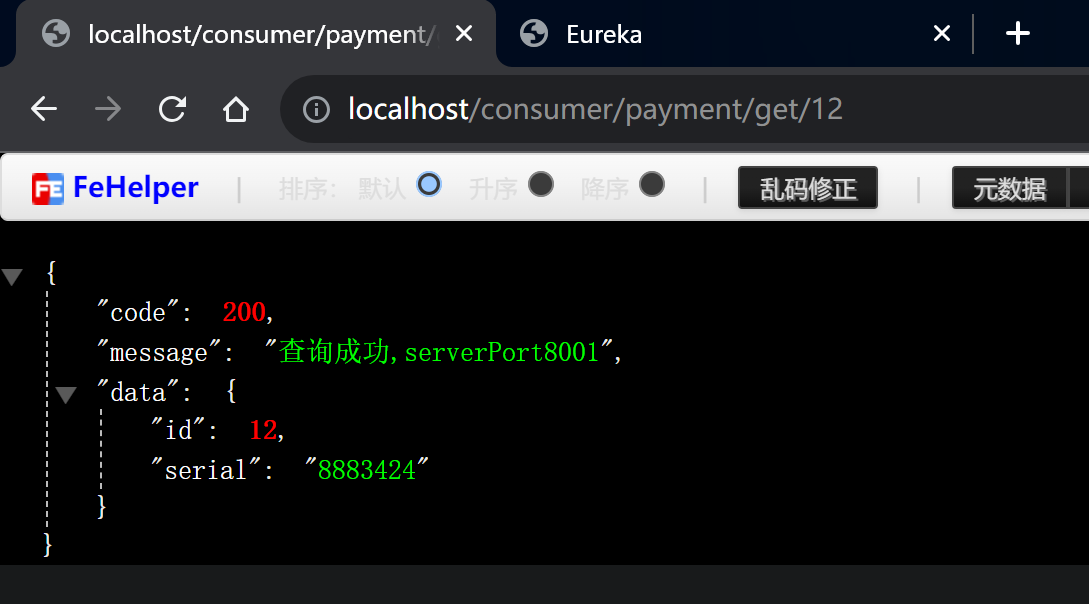 localhost/consumer/payment/
Eureka
localhost/consumer/payment/get/12
FeHelper | 排序: 默认 升序 降序 | 乱码修正 | 元数据
{
"code": 200,
"message": "查询成功,serverPort8001",
"data": {
"id": 12,
"serial": "8883424"
}
}